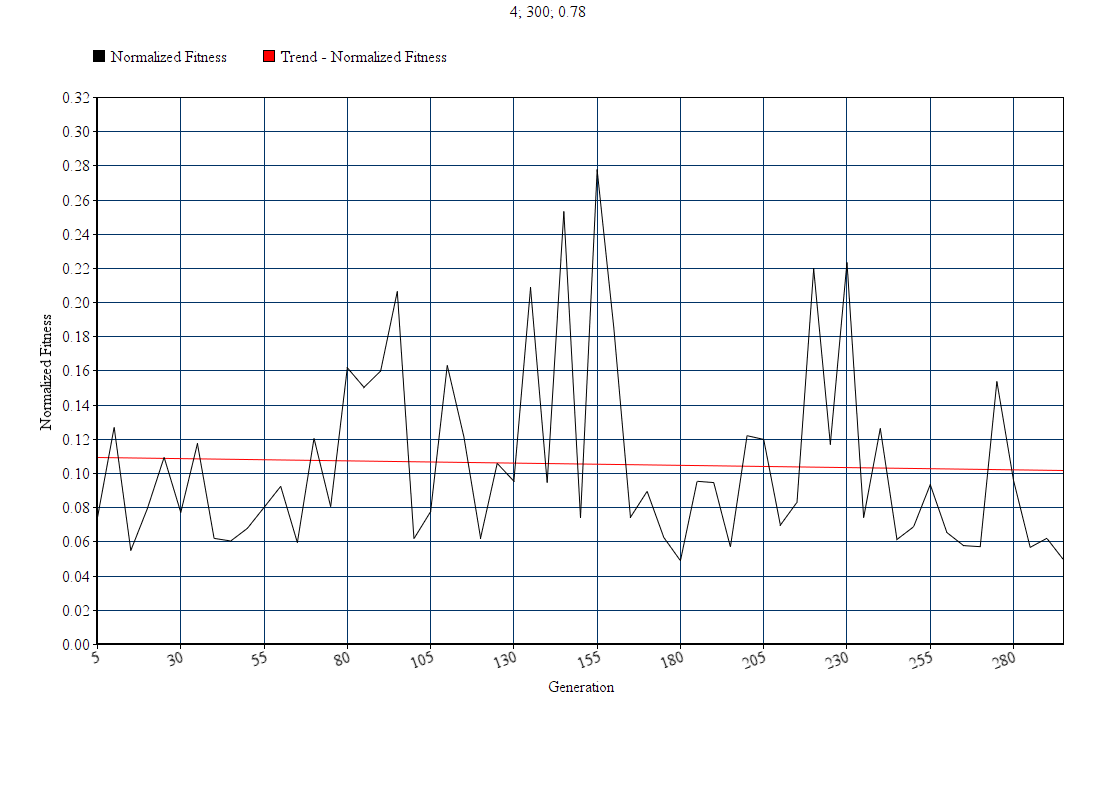 4; 300; 0.78
Normalized Fitness
Trend - Normalized Fitness
0.32
0.30
0.28
0.26
0.24
0.22
0.20
0.18
0.16
0.14
0.12
0.10
0.08
0.06
0.04
0.02
0.00
Normalized Fitness
5 30 55 80 105 130 155 180 205 230 255 280
Generation